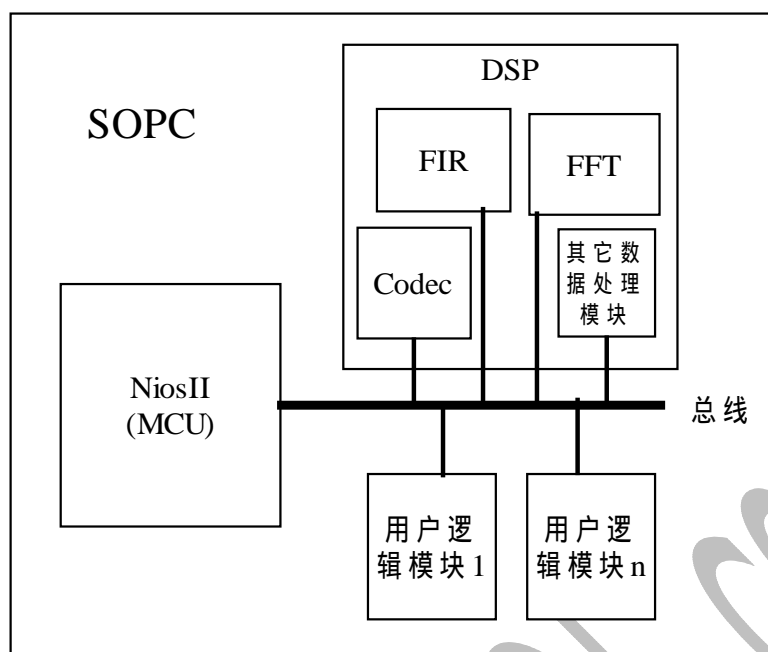 DSP
SOPC
FIR
FFT
Codec
其它数
据处理
模块
NiosII
(MCU)
总线
用户逻
辑模块1
用户逻
辑模块n